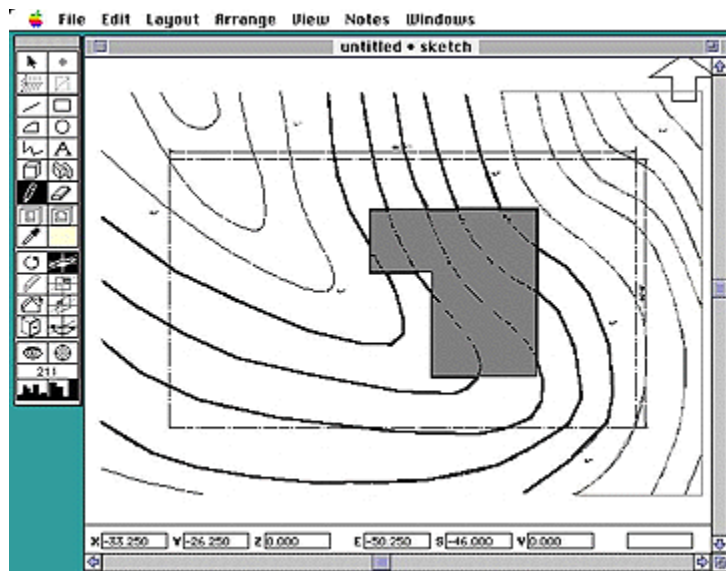 File Edit Layout Arrange View Notes Windows
untitled • sketch
A
211
X -33.250 Y -26.250 Z 0.000 E -50.250 S -46.000 V 0.000